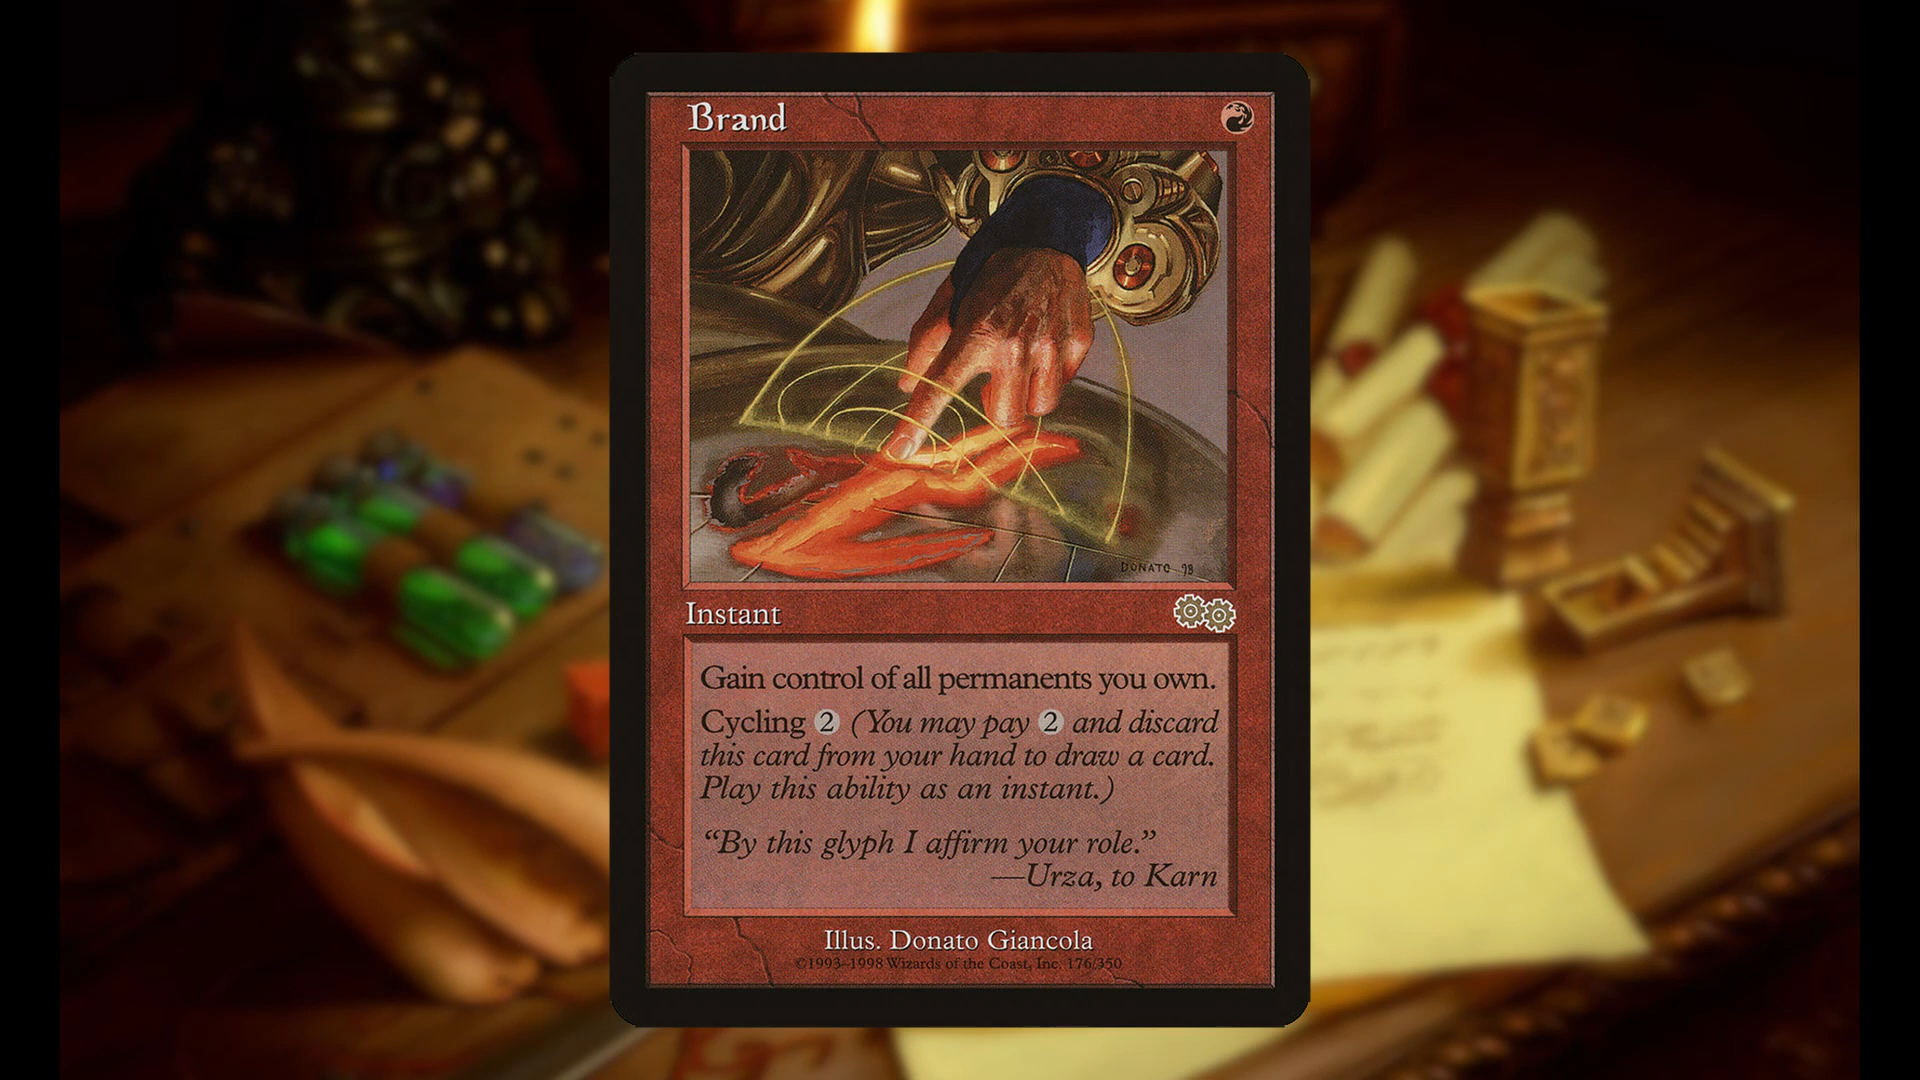 Brand
DONATO 98
Instant
Gain control of all permanents you own.
Cycling 2 (You may pay 2 and discard
this card from your hand to draw a card.
Play this ability as an instant.)
“By this glyph I affirm your role.”
—Urza, to Karn
Illus. Donato Giancola
©1993–1998 Wizards of the Coast, Inc. 176/350